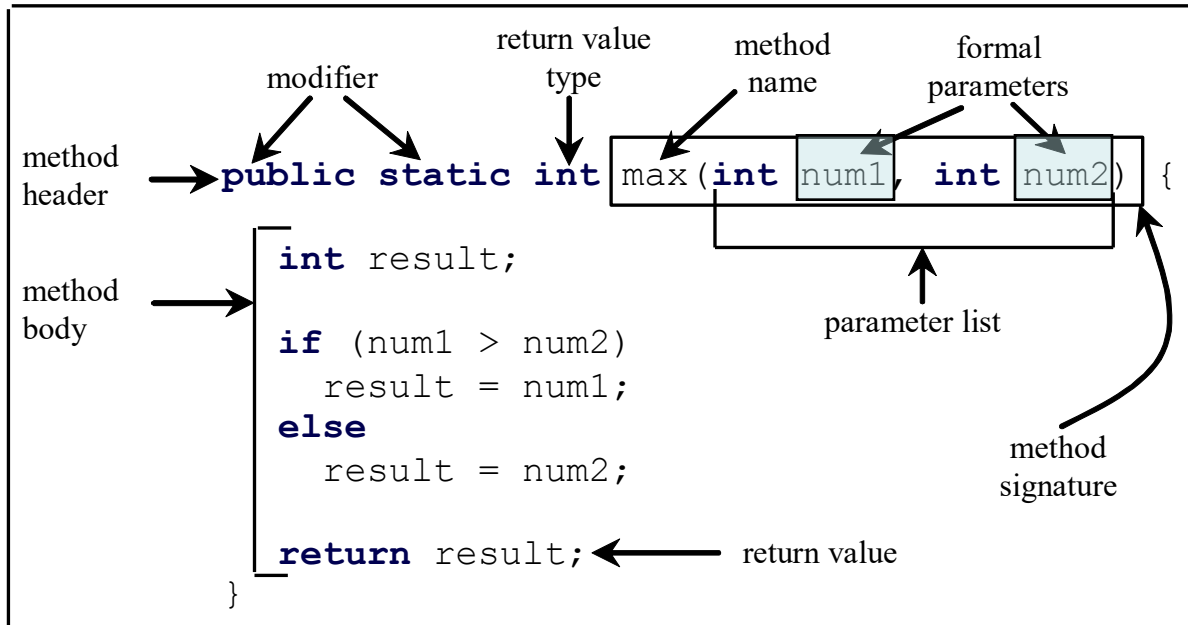 return value
type
method
name
formal
parameters
modifier
method
header
public static int max(int num1, int num2) {
int result;
method
body
parameter list
if (num1 > num2)
result = num1;
else
result = num2;
method
signature
return result;
return value
}